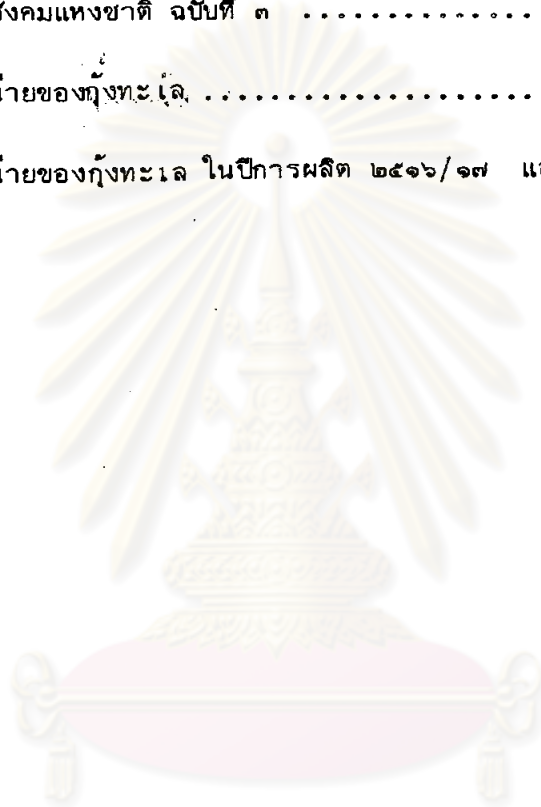 สังคมแห่งชาติ ฉบับที่ ๓ ...............
น่ายของกุ้งทะเล ......................
น่ายของกุ้งทะเล ในปีการผลิต ๒๕๑๖/๑๗